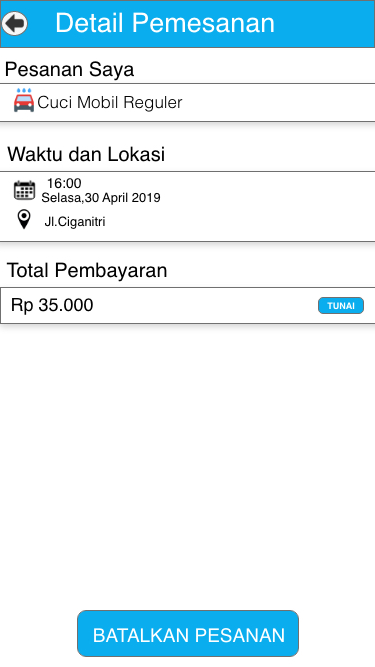 Detail Pemesanan
Pesanan Saya
Cuci Mobil Reguler
Waktu dan Lokasi
16:00
Selasa,30 April 2019
Jl.Ciganitri
Total Pembayaran
Rp 35.000
TUNAI
BATALKAN PESANAN